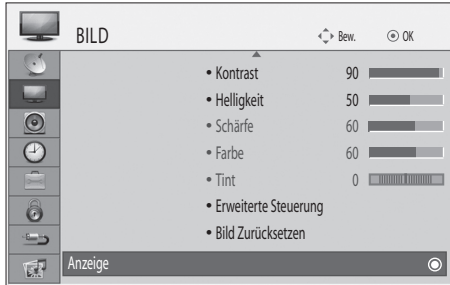 BILD Bew. OK
• Kontrast 90
• Helligkeit 50
• Schärfe 60
• Farbe 60
• Tint 0
• Erweiterte Steuerung
• Bild Zurücksetzen
Anzeige